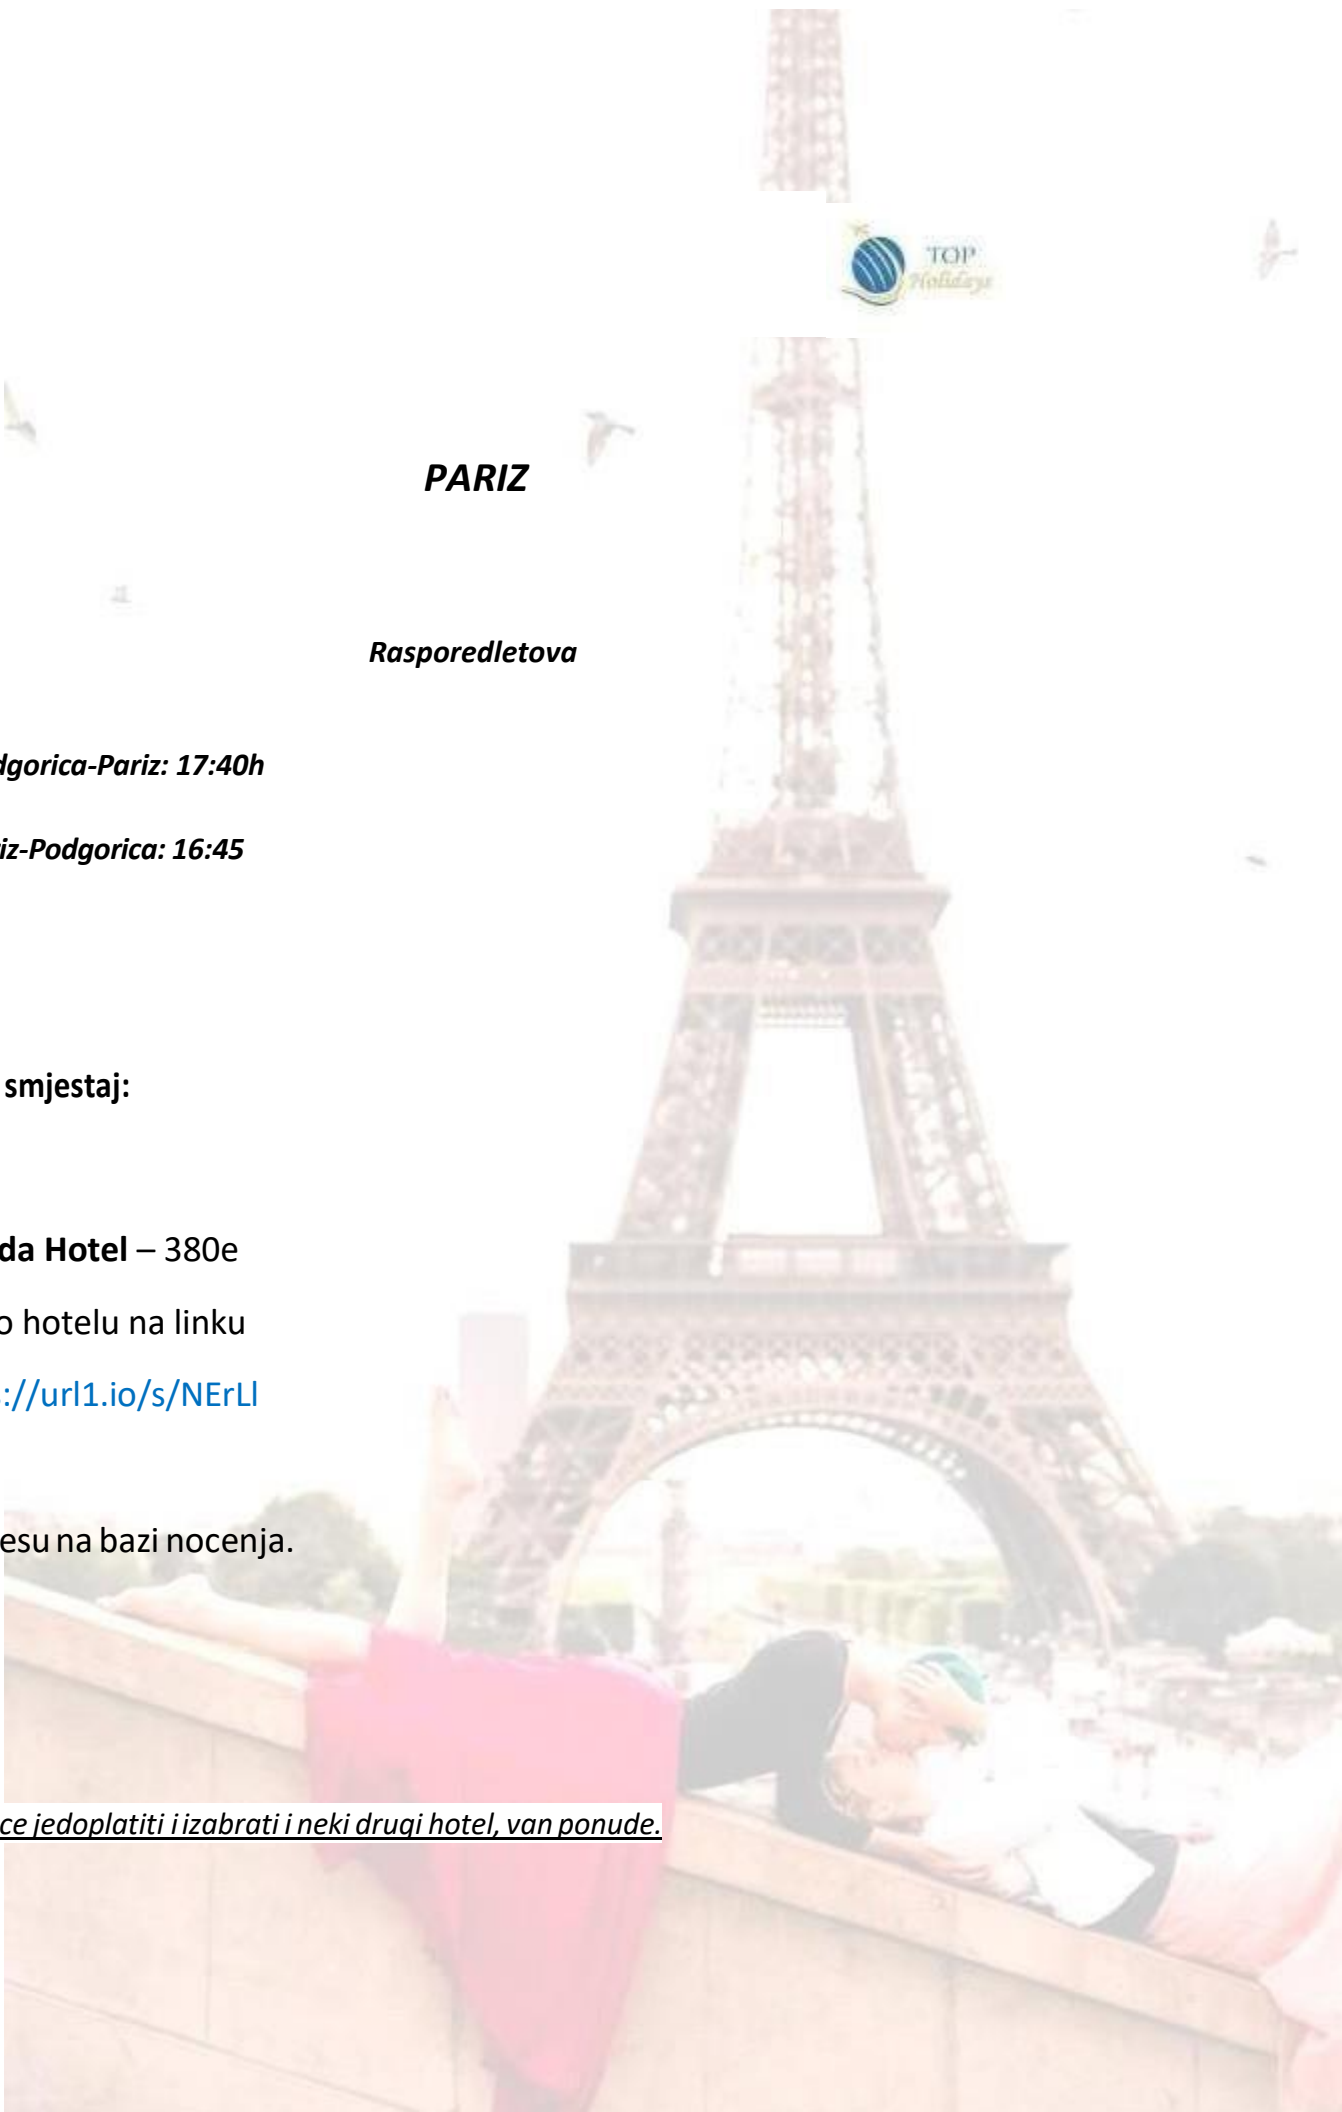 TOP
Holidays
PARIZ
Rasporedletova
dgorica-Pariz: 17:40h
iz-Podgorica: 16:45
smjestaj:
da Hotel – 380e
o hotelu na linku
://url1.io/s/NErLl
esu na bazi nocenja.
ce jedoplatiti i izabrati i neki drugi hotel, van ponude.